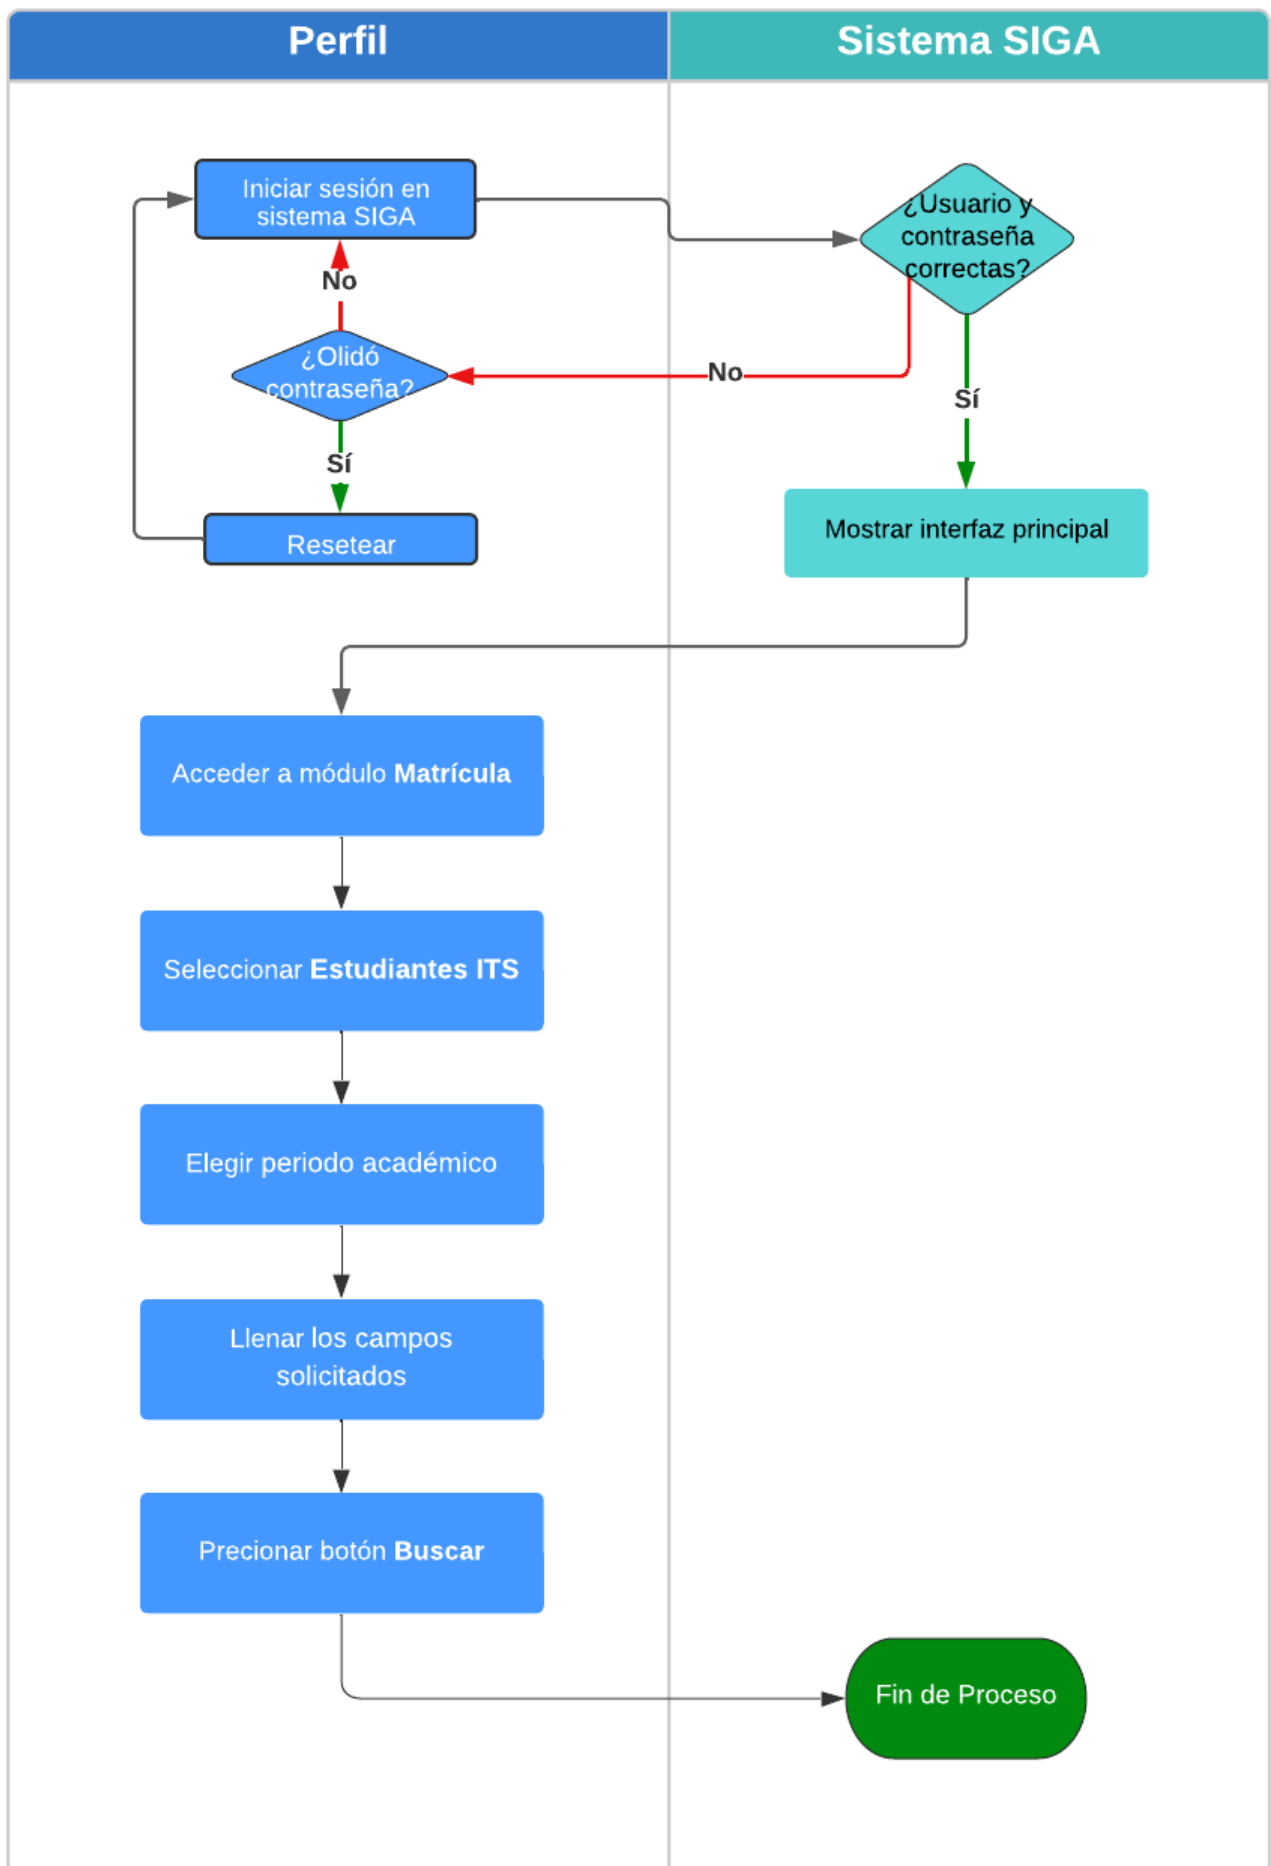 Perfil
Sistema SIGA
Iniciar sesión en
sistema SIGA
¿Usuario y
contraseña
correctas?
No
¿Olidó
contraseña?
No
Sí
Sí
Resetear
Mostrar interfaz principal
Acceder a módulo Matrícula
Seleccionar Estudiantes ITS
Elegir periodo académico
Llenar los campos
solicitados
Precionar botón Buscar
Fin de Proceso